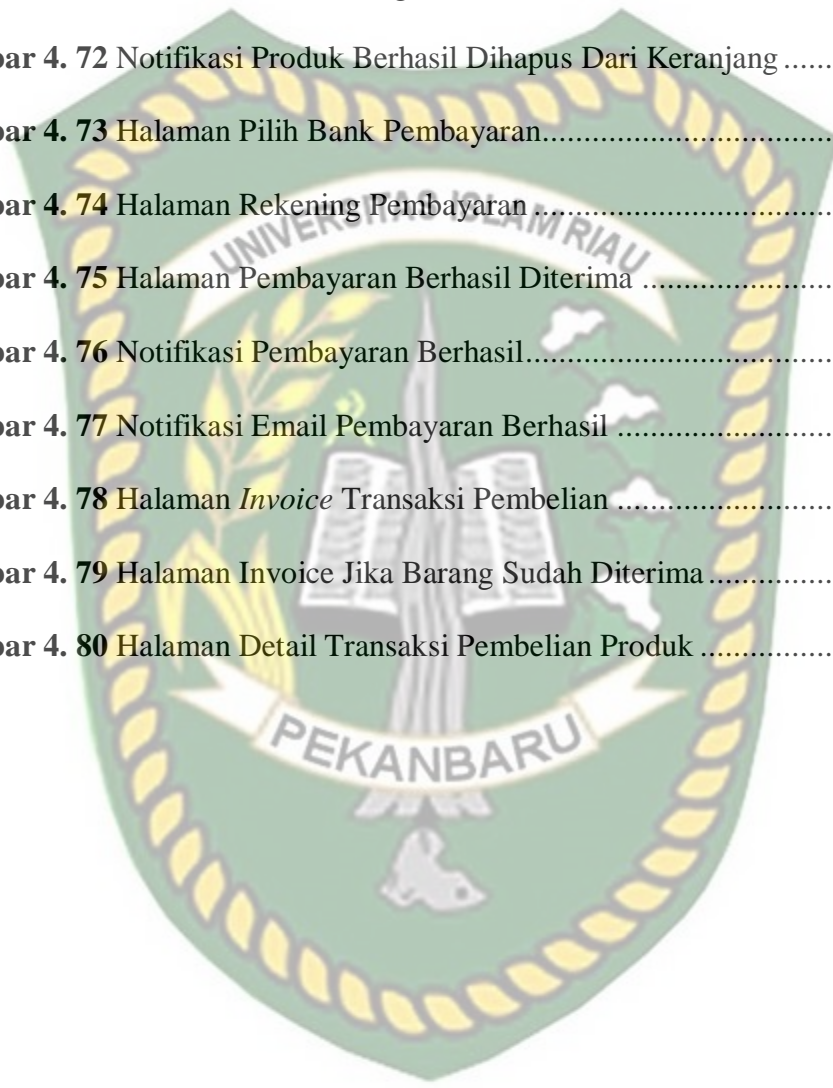 bar 4. 72 Notifikasi Produk Berhasil Dihapus Dari Keranjang ......
bar 4. 73 Halaman Pilih Bank Pembayaran.....................................
bar 4. 74 Halaman Rekening Pembayaran .....................................
UNIVERSITAS ISLAM RIAU
bar 4. 75 Halaman Pembayaran Berhasil Diterima ........................
bar 4. 76 Notifikasi Pembayaran Berhasil.......................................
bar 4. 77 Notifikasi Email Pembayaran Berhasil ...........................
bar 4. 78 Halaman Invoice Transaksi Pembelian ...........................
bar 4. 79 Halaman Invoice Jika Barang Sudah Diterima................
bar 4. 80 Halaman Detail Transaksi Pembelian Produk .................
PEKANBARU